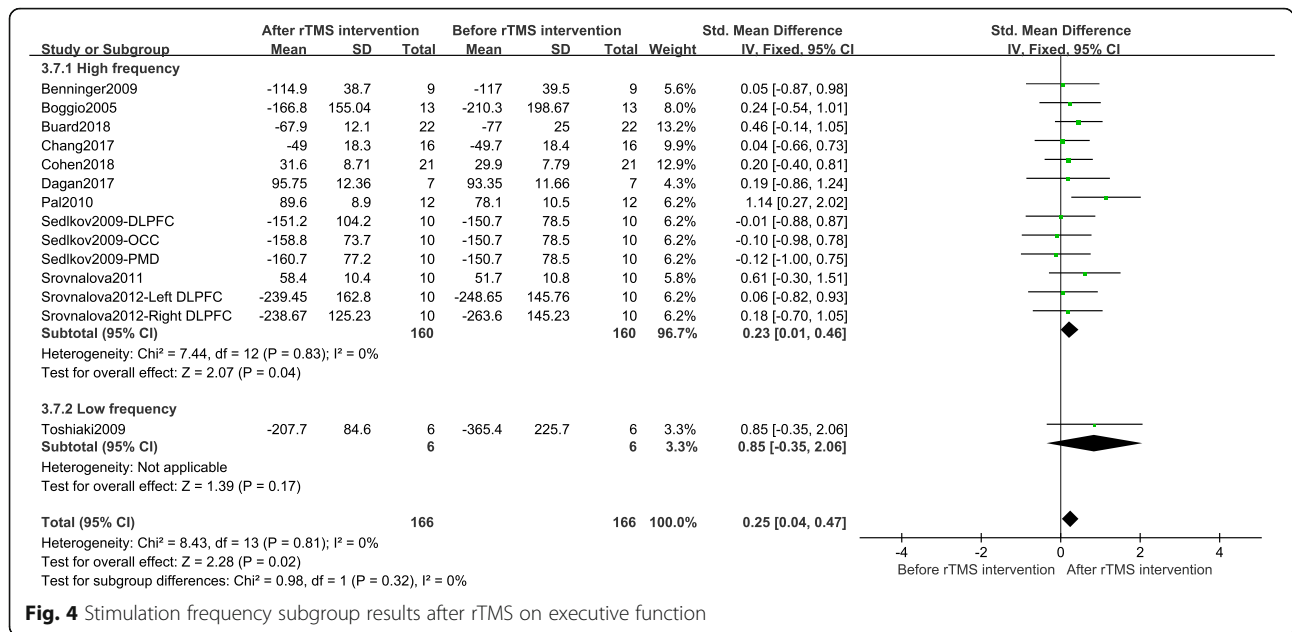 After rTMS intervention Before rTMS intervention Std. Mean Difference Std. Mean Difference
Study or Subgroup Mean SD Total Mean SD Total Weight IV, Fixed, 95% CI IV, Fixed, 95% CI
3.7.1 High frequency
Benninger2009 -114.9 38.7 9 -117 39.5 9 5.6% 0.05 [-0.87, 0.98]
Boggio2005 -166.8 155.04 13 -210.3 198.67 13 8.0% 0.24 [-0.54, 1.01]
Buard2018 -67.9 12.1 22 -77 25 22 13.2% 0.46 [-0.14, 1.05]
Chang2017 -49 18.3 16 -49.7 18.4 16 9.9% 0.04 [-0.66, 0.73]
Cohen2018 31.6 8.71 21 29.9 7.79 21 12.9% 0.20 [-0.40, 0.81]
Dagan2017 95.75 12.36 7 93.35 11.66 7 4.3% 0.19 [-0.86, 1.24]
Pal2010 89.6 8.9 12 78.1 10.5 12 6.2% 1.14 [0.27, 2.02]
Sedlkov2009-DLPFC -151.2 104.2 10 -150.7 78.5 10 6.2% -0.01 [-0.88, 0.87]
Sedlkov2009-OCC -158.8 73.7 10 -150.7 78.5 10 6.2% -0.10 [-0.98, 0.78]
Sedlkov2009-PMD -160.7 77.2 10 -150.7 78.5 10 6.2% -0.12 [-1.00, 0.75]
Srovnalova2011 58.4 10.4 10 51.7 10.8 10 5.8% 0.61 [-0.30, 1.51]
Srovnalova2012-Left DLPFC -239.45 162.8 10 -248.65 145.76 10 6.2% 0.06 [-0.82, 0.93]
Srovnalova2012-Right DLPFC -238.67 125.23 10 -263.6 145.23 10 6.2% 0.18 [-0.70, 1.05]
Subtotal (95% CI) 160 160 96.7% 0.23 [0.01, 0.46]
Heterogeneity: Chi² = 7.44, df = 12 (P = 0.83); I² = 0%
Test for overall effect: Z = 2.07 (P = 0.04)
3.7.2 Low frequency
Toshiaki2009 -207.7 84.6 6 -365.4 225.7 6 3.3% 0.85 [-0.35, 2.06]
Subtotal (95% CI) 6 6 3.3% 0.85 [-0.35, 2.06]
Heterogeneity: Not applicable
Test for overall effect: Z = 1.39 (P = 0.17)
Total (95% CI) 166 166 100.0% 0.25 [0.04, 0.47]
Heterogeneity: Chi² = 8.43, df = 13 (P = 0.81); I² = 0%
Test for overall effect: Z = 2.28 (P = 0.02)
Test for subgroup differences: Chi² = 0.98, df = 1 (P = 0.32), I² = 0%
-4 -2 0 2 4
Before rTMS intervention After rTMS intervention
Fig. 4 Stimulation frequency subgroup results after rTMS on executive function